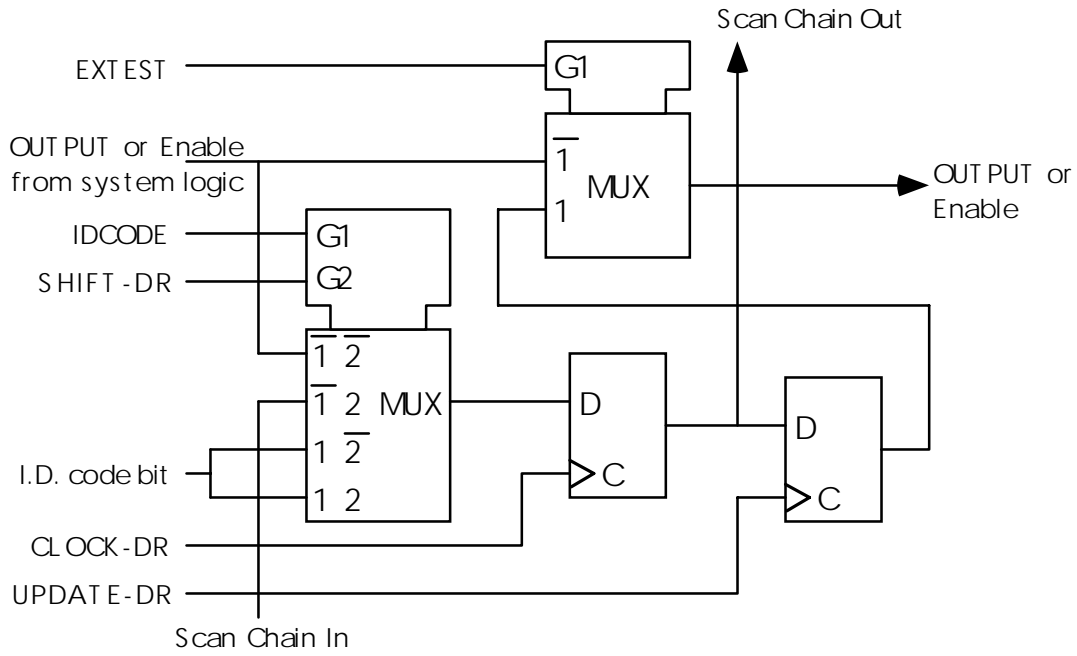 Scan Chain Out
EXTEST
G1
OUTPUT or Enable
from system logic
1
MUX
1
OUTPUT or
Enable
IDCODE
G1
SHIFT-DR
G2
1 2
1 2 MUX
1 2
1 2
D
C
D
C
I.D. code bit
CLOCK-DR
UPDATE-DR
Scan Chain In